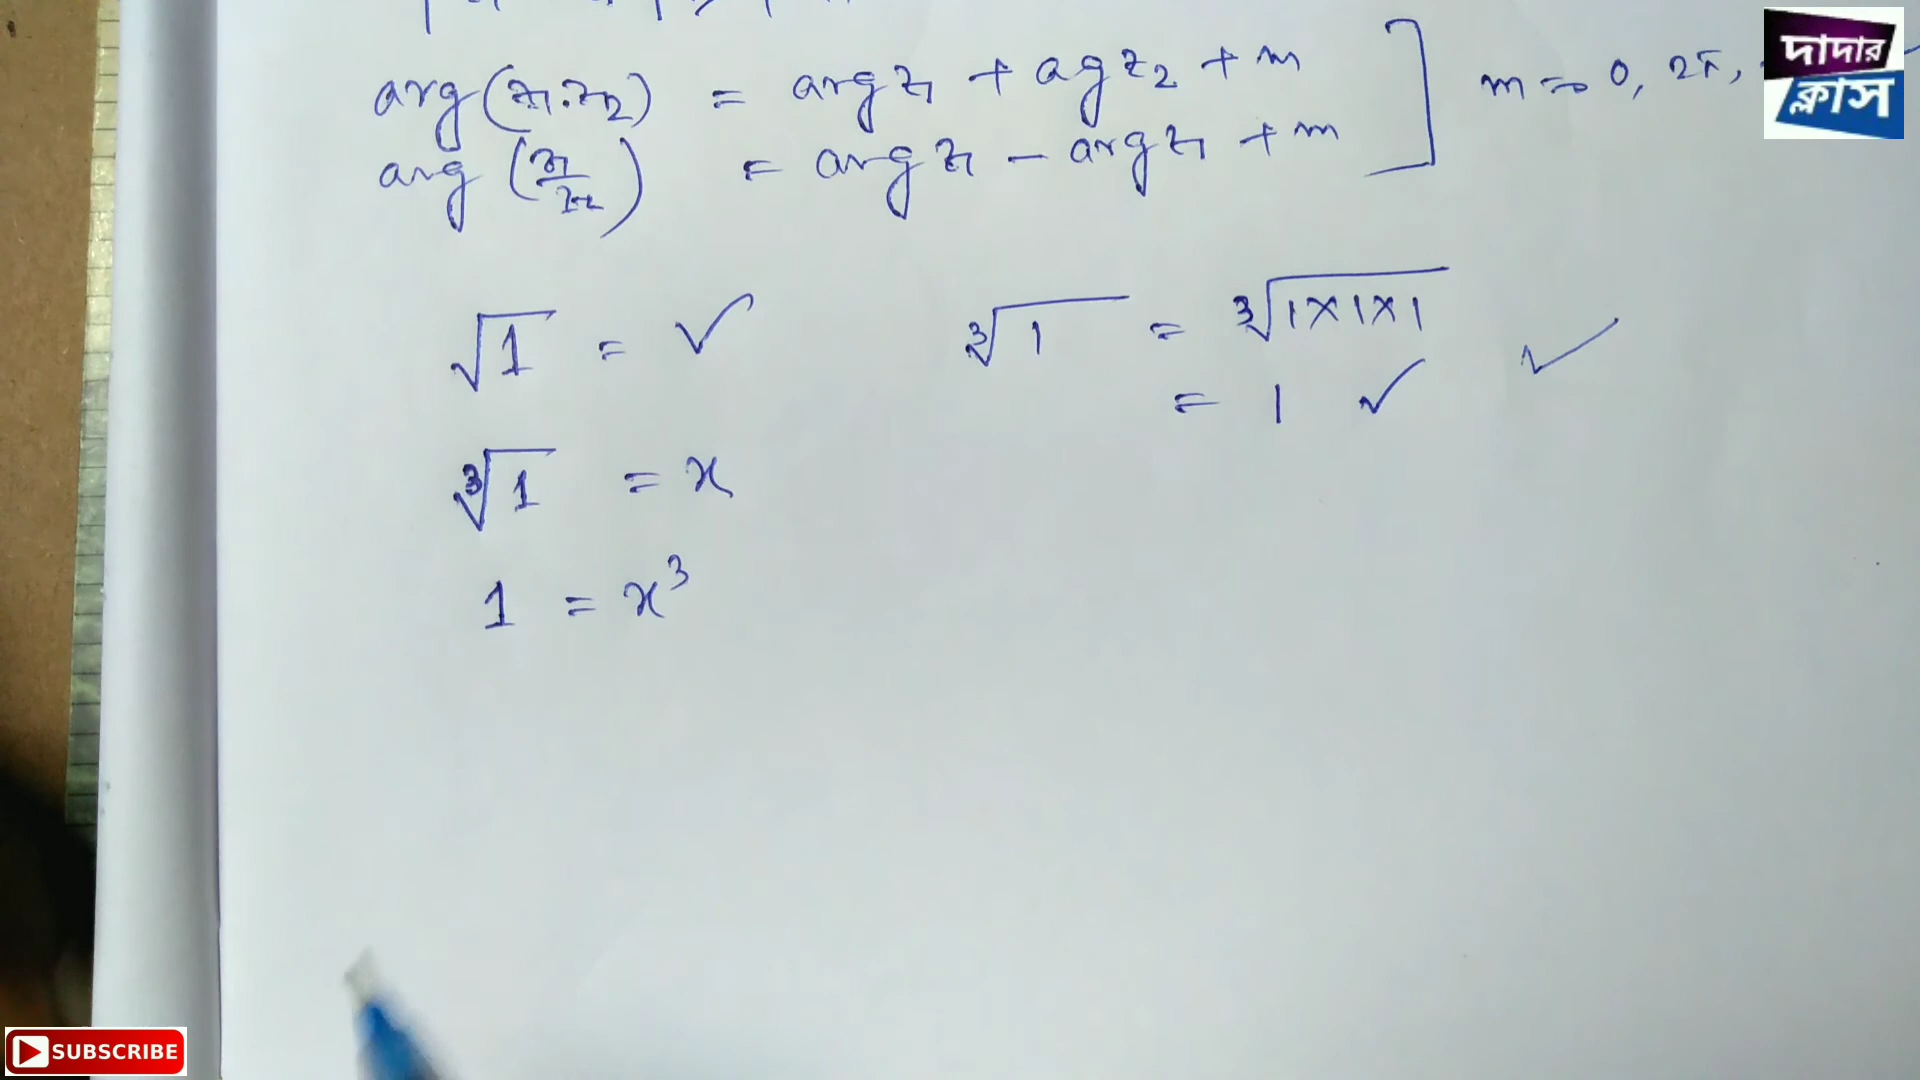 arg(z1.z2) = arg z1 + ag z2 + m
arg(z1/z2) = arg z1 - arg z1 + m
m = 0, 2π,
√1 = ✓
∛1 = ∛1×1×1
= 1 ✓ ✓
∛1 = x
1 = x³
দাদার
ক্লাস
SUBSCRIBE